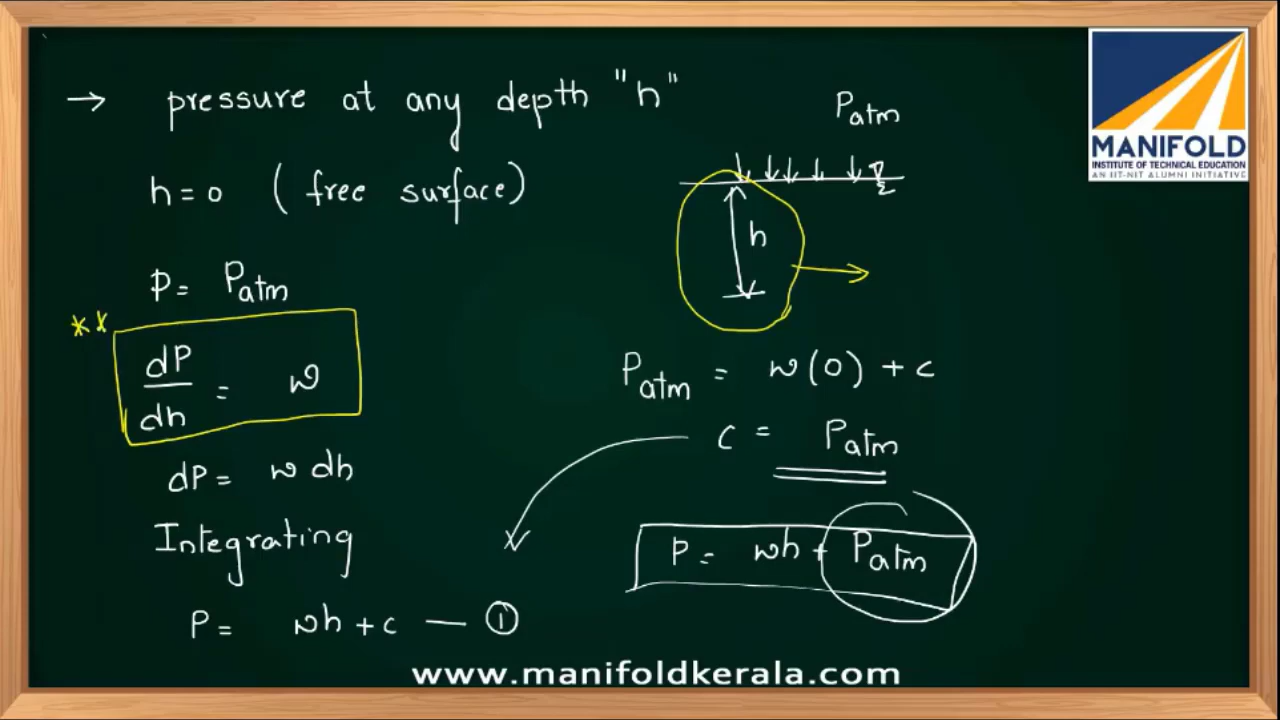 → pressure at any depth "h"
h = 0 (free surface)
P = Patm
**
dP/dh = w
dP = w dh
Integrating
P = wh + c — ①
Patm
h
Patm = w(0) + c
c = Patm
P = wh + Patm
MANIFOLD
INSTITUTE OF TECHNICAL EDUCATION
AN IIT-NIT ALUMNI INITIATIVE
www.manifoldkerala.com